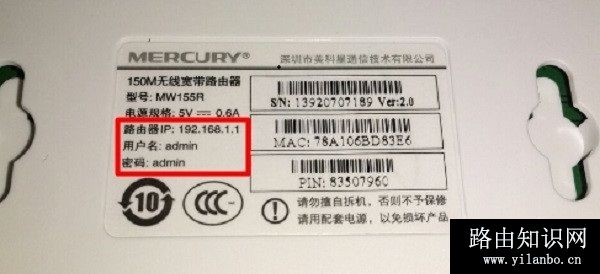 MERCURY 深圳市美科星通信技术有限公司
150M无线宽带路由器
型号: MW155R
电源规格: 5V 0.6A
路由器IP: 192.168.1.1
用户名: admin
密码: admin
S/N: 13920707189 Ver:2.0
MAC: 78A106BD83E6
PIN: 83507960
10
CCC
请勿擅自拆机, 否则不予保修
请用配套电源, 以免损坏产品
路由知识网
www.yilanbo.cn